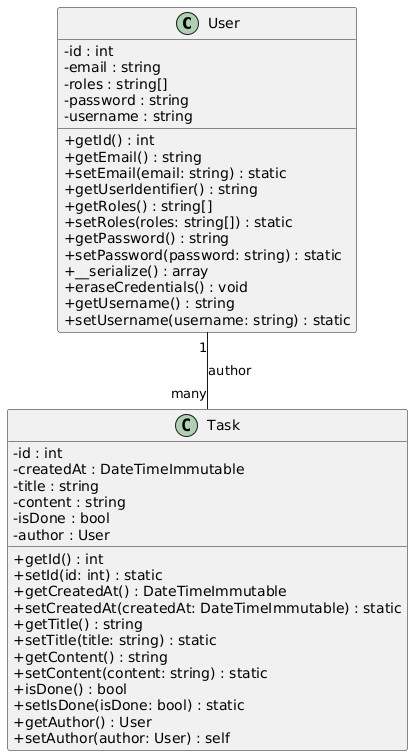 C User
-id : int
-email : string
-roles : string[]
-password : string
-username : string
+getId() : int
+getEmail() : string
+setEmail(email: string) : static
+getUserIdentifier() : string
+getRoles() : string[]
+setRoles(roles: string[]) : static
+getPassword() : string
+setPassword(password: string) : static
+__serialize() : array
+eraseCredentials() : void
+getUsername() : string
+setUsername(username: string) : static
1
author
many
C Task
-id : int
-createdAt : DateTimeImmutable
-title : string
-content : string
-isDone : bool
-author : User
+getId() : int
+setId(id: int) : static
+getCreatedAt() : DateTimeImmutable
+setCreatedAt(createdAt: DateTimeImmutable) : static
+getTitle() : string
+setTitle(title: string) : static
+getContent() : string
+setContent(content: string) : static
+isDone() : bool
+setIsDone(isDone: bool) : static
+getAuthor() : User
+setAuthor(author: User) : self